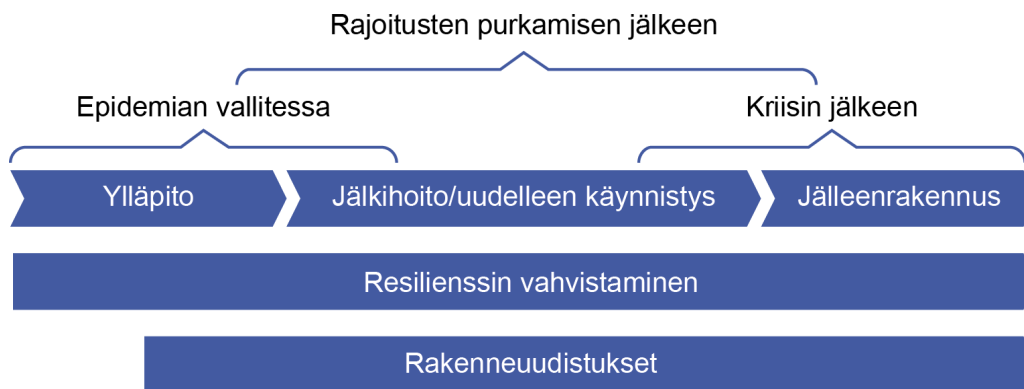 Rajoitusten purkamisen jälkeen
Epidemian vallitessa
Kriisin jälkeen
Ylläpito
Jälkihoito/uudelleen käynnistys
Jälleenrakennus
Resilienssin vahvistaminen
Rakenneuudistukset